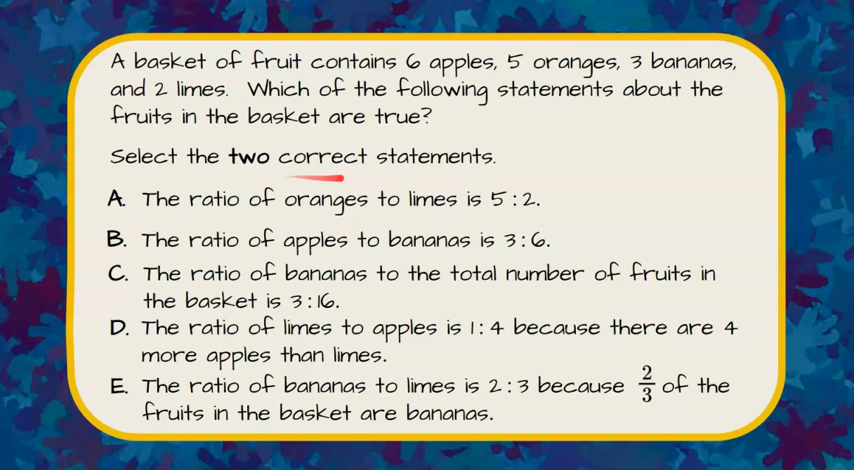 A basket of fruit contains 6 apples, 5 oranges, 3 bananas,
and 2 limes. Which of the following statements about the
fruits in the basket are true?
Select the two correct statements.
A. The ratio of oranges to limes is 5:2.
B. The ratio of apples to bananas is 3:6.
C. The ratio of bananas to the total number of fruits in
the basket is 3:16.
D. The ratio of limes to apples is 1:4 because there are 4
more apples than limes.
E. The ratio of bananas to limes is 2:3 because 2/3 of the
fruits in the basket are bananas.